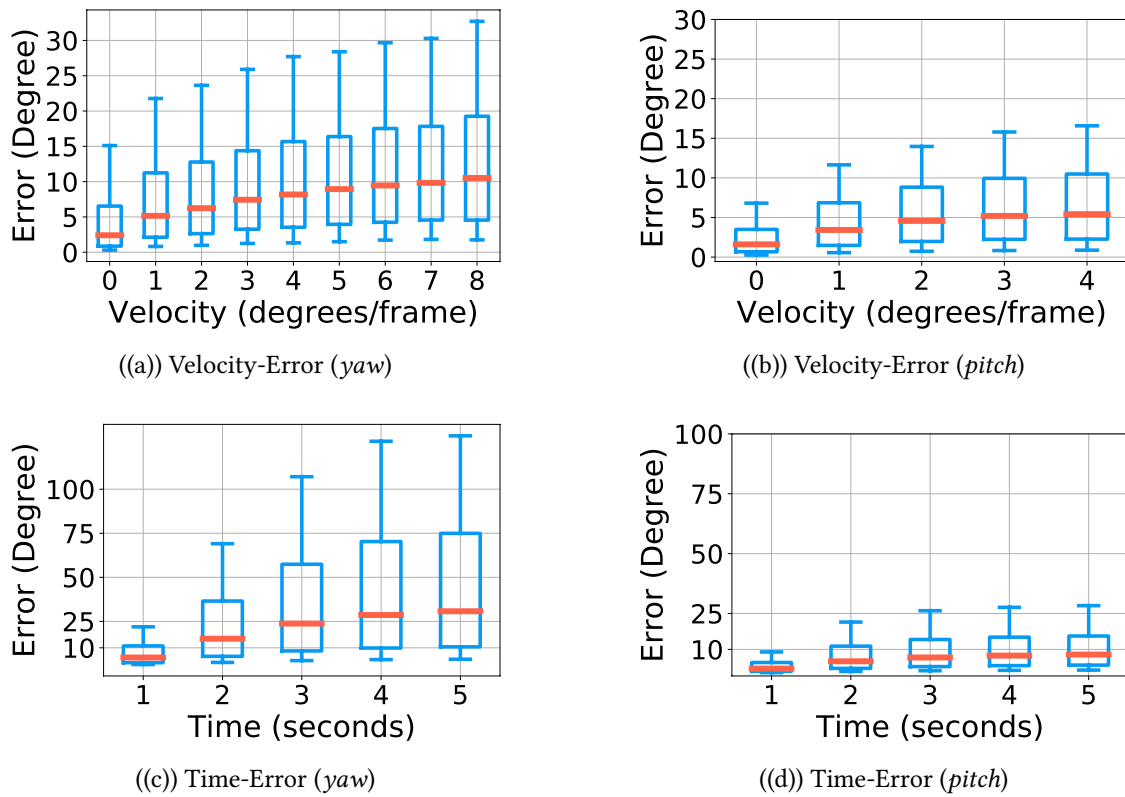 30
25
20
15
10
5
0
Error (Degree)
0 1 2 3 4 5 6 7 8
Velocity (degrees/frame)
((a)) Velocity-Error (yaw)
30
25
20
15
10
5
0
Error (Degree)
0 1 2 3 4
Velocity (degrees/frame)
((b)) Velocity-Error (pitch)
100
75
50
25
10
Error (Degree)
1 2 3 4 5
Time (seconds)
((c)) Time-Error (yaw)
100
75
50
25
10
Error (Degree)
1 2 3 4 5
Time (seconds)
((d)) Time-Error (pitch)